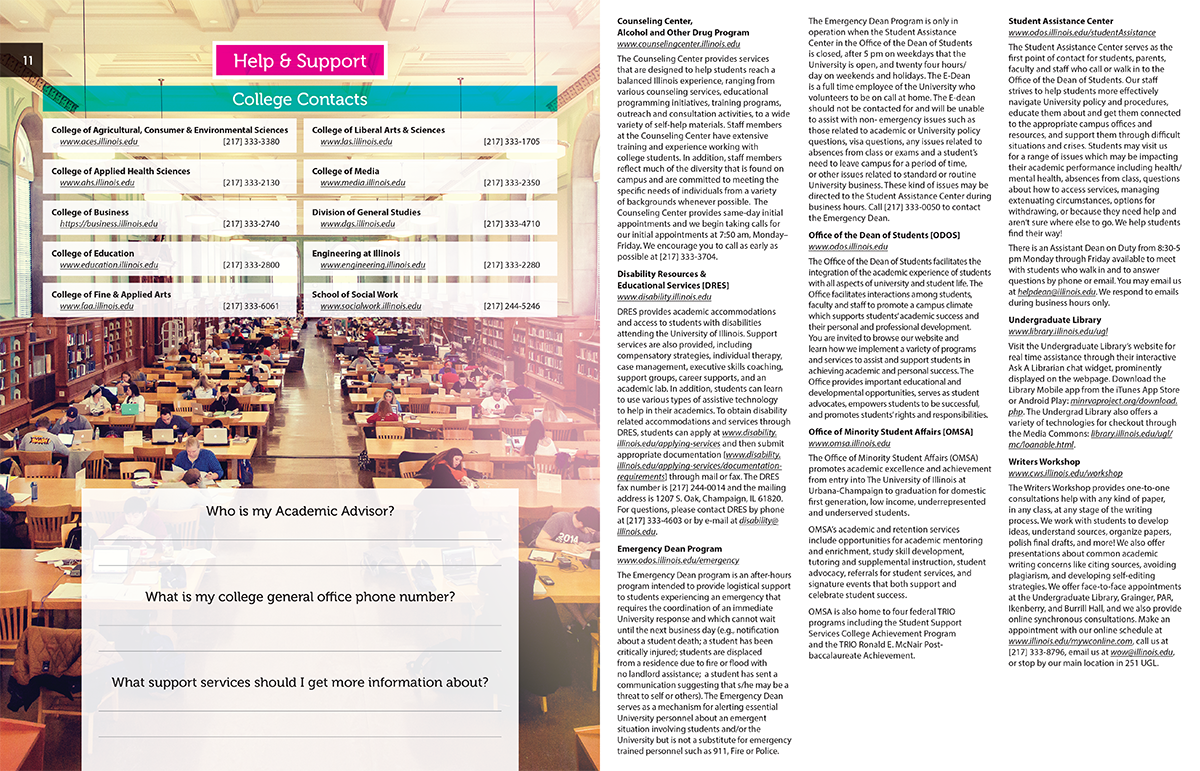 11
Help & Support
College Contacts
College of Agricultural, Consumer & Environmental Sciences
www.aces.illinois.edu [217] 333-3380
College of Applied Health Sciences
www.ahs.illinois.edu [217] 333-2130
College of Business
https://business.illinois.edu [217] 333-2740
College of Education
www.education.illinois.edu [217] 333-2800
College of Fine & Applied Arts
www.faa.illinois.edu [217] 333-6061
College of Liberal Arts & Sciences
www.las.illinois.edu [217] 333-1705
College of Media
www.media.illinois.edu [217] 333-2350
Division of General Studies
www.dgs.illinois.edu [217] 333-4710
Engineering at Illinois
www.engineering.illinois.edu [217] 333-2280
School of Social Work
www.socialwork.illinois.edu [217] 244-5246
2014
Who is my Academic Advisor?
What is my college general office phone number?
What support services should I get more information about?
Counseling Center,
Alcohol and Other Drug Program
www.counselingcenter.illinois.edu
The Counseling Center provides services
that are designed to help students reach a
balanced Illinois experience, ranging from
various counseling services, educational
programming initiatives, training programs,
outreach and consultation activities, to a wide
variety of self-help materials. Staff members
at the Counseling Center have extensive
training and experience working with
college students. In addition, staff members
reflect much of the diversity that is found on
campus and are committed to meeting the
specific needs of individuals from a variety
of backgrounds whenever possible. The
Counseling Center provides same-day initial
appointments and we begin taking calls for
our initial appointments at 7:50 am, Monday–
Friday. We encourage you to call as early as
possible at [217] 333-3704.
Disability Resources &
Educational Services [DRES]
www.disability.illinois.edu
DRES provides academic accommodations
and access to students with disabilities
attending the University of Illinois. Support
services are also provided, including
compensatory strategies, individual therapy,
case management, executive skills coaching,
support groups, career supports, and an
academic lab. In addition, students can learn
to use various types of assistive technology
to help in their academics. To obtain disability
related accommodations and services through
DRES, students can apply at www.disability.
illinois.edu/applying-services and then submit
appropriate documentation [www.disability.
illinois.edu/applying-services/documentation-
requirements] through mail or fax. The DRES
fax number is [217] 244-0014 and the mailing
address is 1207 S. Oak, Champaign, IL 61820.
For questions, please contact DRES by phone
at [217] 333-4603 or by e-mail at disability@
illinois.edu.
Emergency Dean Program
www.odos.illinois.edu/emergency
The Emergency Dean program is an after-hours
program intended to provide logistical support
to students experiencing an emergency that
requires the coordination of an immediate
University response and which cannot wait
until the next business day (e.g., notification
about a student death; a student has been
critically injured; students are displaced
from a residence due to fire or flood with
no landlord assistance; a student has sent a
communication suggesting that s/he may be a
threat to self or others). The Emergency Dean
serves as a mechanism for alerting essential
University personnel about an emergent
situation involving students and/or the
University but is not a substitute for emergency
trained personnel such as 911, Fire or Police.
The Emergency Dean Program is only in
operation when the Student Assistance
Center in the Office of the Dean of Students
is closed, after 5 pm on weekdays that the
University is open, and twenty four hours/
day on weekends and holidays. The E-Dean
is a full time employee of the University who
volunteers to be on call at home. The E-dean
should not be contacted for and will be unable
to assist with non- emergency issues such as
those related to academic or University policy
questions, visa questions, any issues related to
absences from class or exams and a student's
need to leave campus for a period of time,
or other issues related to standard or routine
University business. These kind of issues may be
directed to the Student Assistance Center during
business hours. Call [217] 333-0050 to contact
the Emergency Dean.
Office of the Dean of Students [ODOS]
www.odos.illinois.edu
The Office of the Dean of Students facilitates the
integration of the academic experience of students
with all aspects of university and student life. The
Office facilitates interactions among students,
faculty and staff to promote a campus climate
which supports students' academic success and
their personal and professional development.
You are invited to browse our website and
learn how we implement a variety of programs
and services to assist and support students in
achieving academic and personal success. The
Office provides important educational and
developmental opportunities, serves as student
advocates, empowers students to be successful,
and promotes students' rights and responsibilities.
Office of Minority Student Affairs [OMSA]
www.omsa.illinois.edu
The Office of Minority Student Affairs (OMSA)
promotes academic excellence and achievement
from entry into The University of Illinois at
Urbana-Champaign to graduation for domestic
first generation, low income, underrepresented
and underserved students.
OMSA's academic and retention services
include opportunities for academic mentoring
and enrichment, study skill development,
tutoring and supplemental instruction, student
advocacy, referrals for student services, and
signature events that both support and
celebrate student success.
OMSA is also home to four federal TRIO
programs including the Student Support
Services College Achievement Program
and the TRIO Ronald E. McNair Post-
baccalaureate Achievement.
Student Assistance Center
www.odos.illinois.edu/studentAssistance
The Student Assistance Center serves as the
first point of contact for students, parents,
faculty and staff who call or walk in to the
Office of the Dean of Students. Our staff
strives to help students more effectively
navigate University policy and procedures,
educate them about and get them connected
to the appropriate campus offices and
resources, and support them through difficult
situations and crises. Students may visit us
for a range of issues which may be impacting
their academic performance including health/
mental health, absences from class, questions
about how to access services, managing
extenuating circumstances, options for
withdrawing, or because they need help and
aren't sure where else to go. We help students
find their way!
There is an Assistant Dean on Duty from 8:30-5
pm Monday through Friday available to meet
with students who walk in and to answer
questions by phone or email. You may email us
at helpdean@illinois.edu. We respond to emails
during business hours only.
Undergraduate Library
www.library.illinois.edu/ugl
Visit the Undergraduate Library's website for
real time assistance through their interactive
Ask A Librarian chat widget, prominently
displayed on the webpage. Download the
Library Mobile app from the iTunes App Store
or Android Play: minrvaproject.org/download.
php. The Undergrad Library also offers a
variety of technologies for checkout through
the Media Commons: library.illinois.edu/ugl/
mc/loanable.html.
Writers Workshop
www.cws.illinois.edu/workshop
The Writers Workshop provides one-to-one
consultations help with any kind of paper,
in any class, at any stage of the writing
process. We work with students to develop
ideas, understand sources, organize papers,
polish final drafts, and more! We also offer
presentations about common academic
writing concerns like citing sources, avoiding
plagiarism, and developing self-editing
strategies. We offer face-to-face appointments
at the Undergraduate Library, Grainger, PAR,
Ikenberry, and Burrill Hall, and we also provide
online synchronous consultations. Make an
appointment with our online schedule at
www.illinois.edu/mywconline.com, call us at
[217] 333-8796, email us at wow@illinois.edu,
or stop by our main location in 251 UGL.